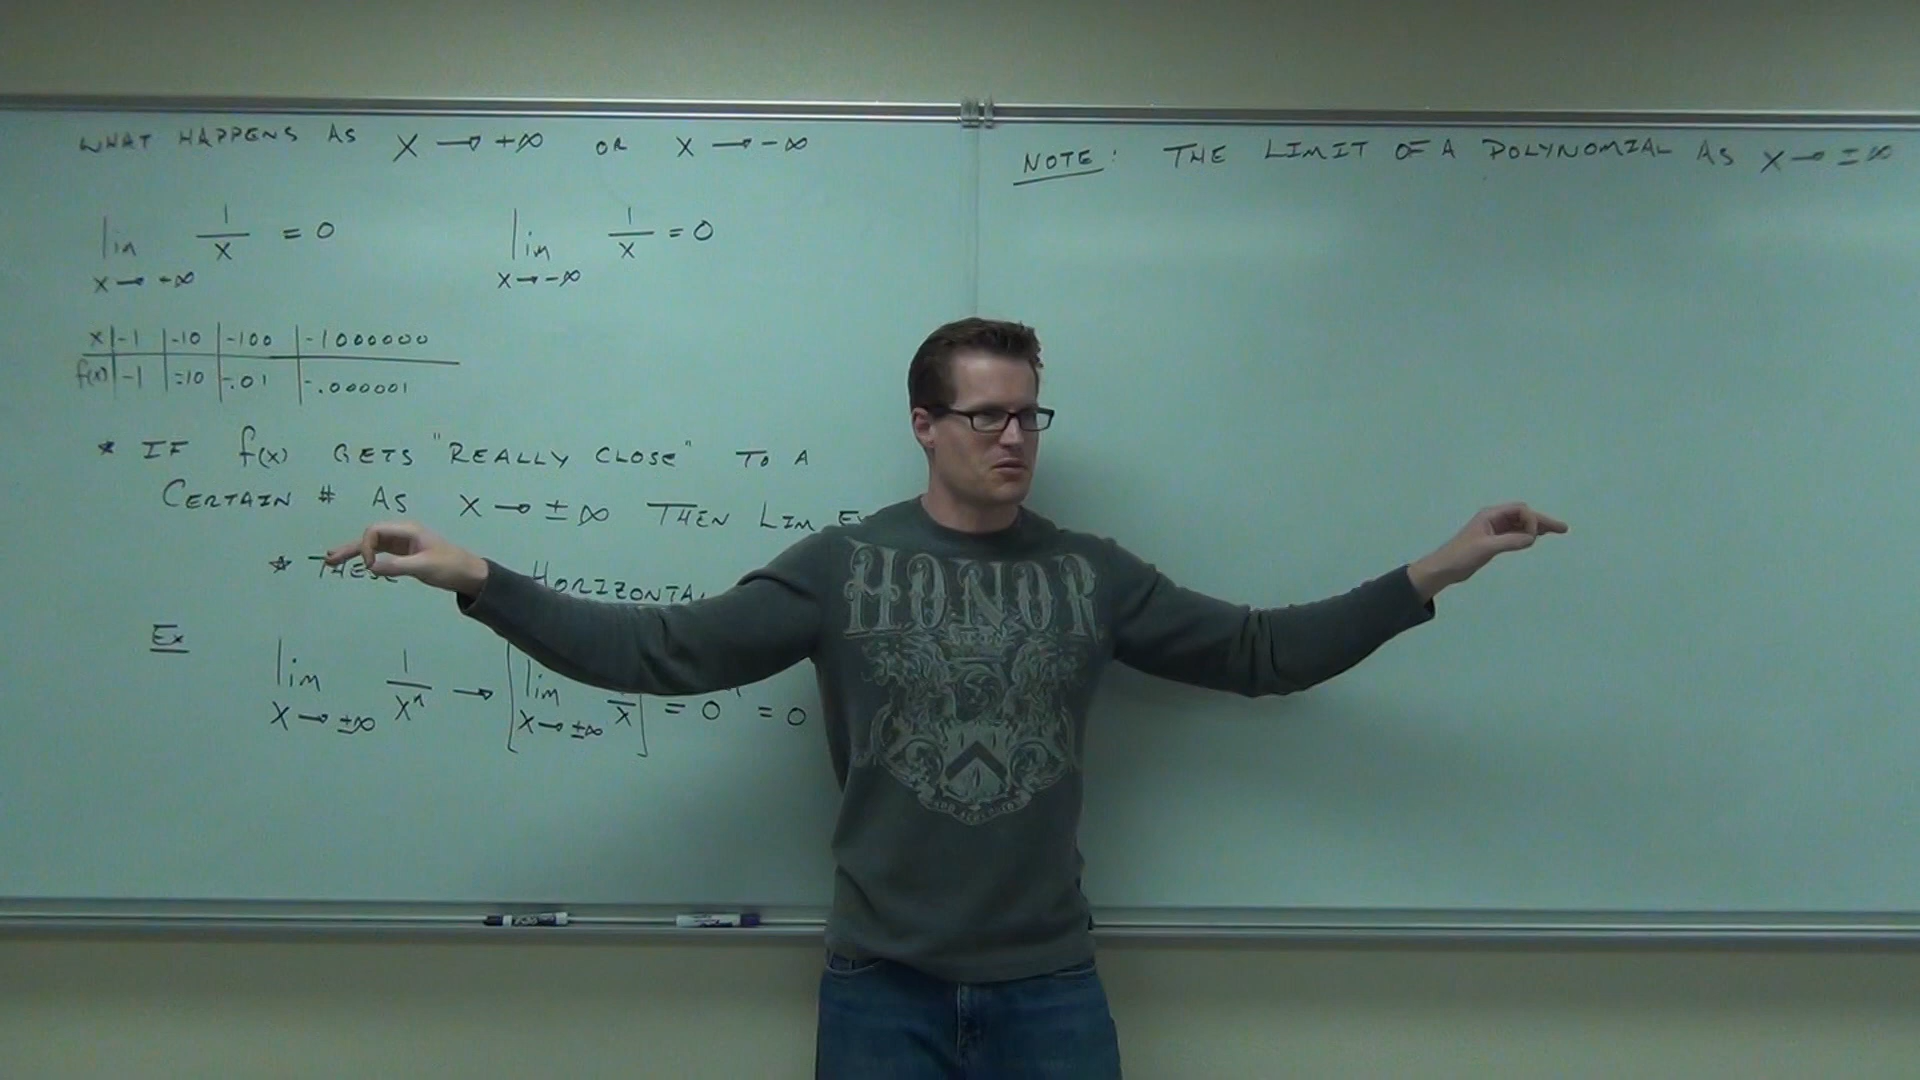 WHAT HAPPENS AS X → +∞ OR X → -∞
lim 1/x = 0
x → -∞
lim 1/x = 0
x → -∞
x | -1 | -10 | -100 | -1000000
f(x) | -1 | -.10 | -.01 | -.000001
* IF f(x) GETS "REALLY CLOSE" TO A
CERTAIN # AS X → ±∞ THEN LIM
* THESE HORIZONTAL
Ex
lim 1/xⁿ → [lim 1/x] = 0 = 0
X → ±∞ X → ±∞
NOTE: THE LIMIT OF A POLYNOMIAL AS X → ±∞
HONOR